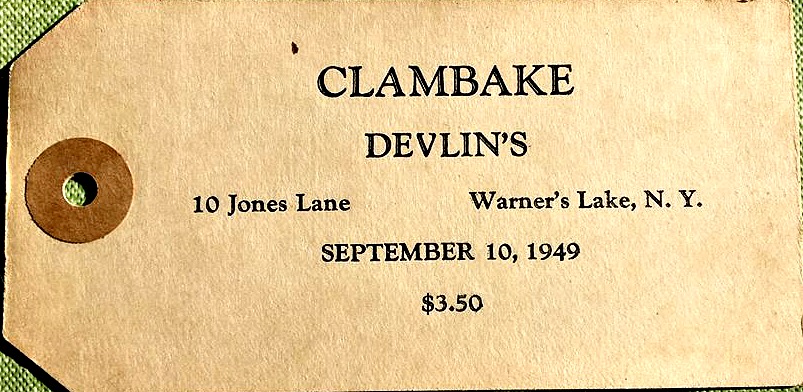 CLAMBAKE
DEVLIN'S
10 Jones Lane Warner's Lake, N. Y.
SEPTEMBER 10, 1949
$3.50